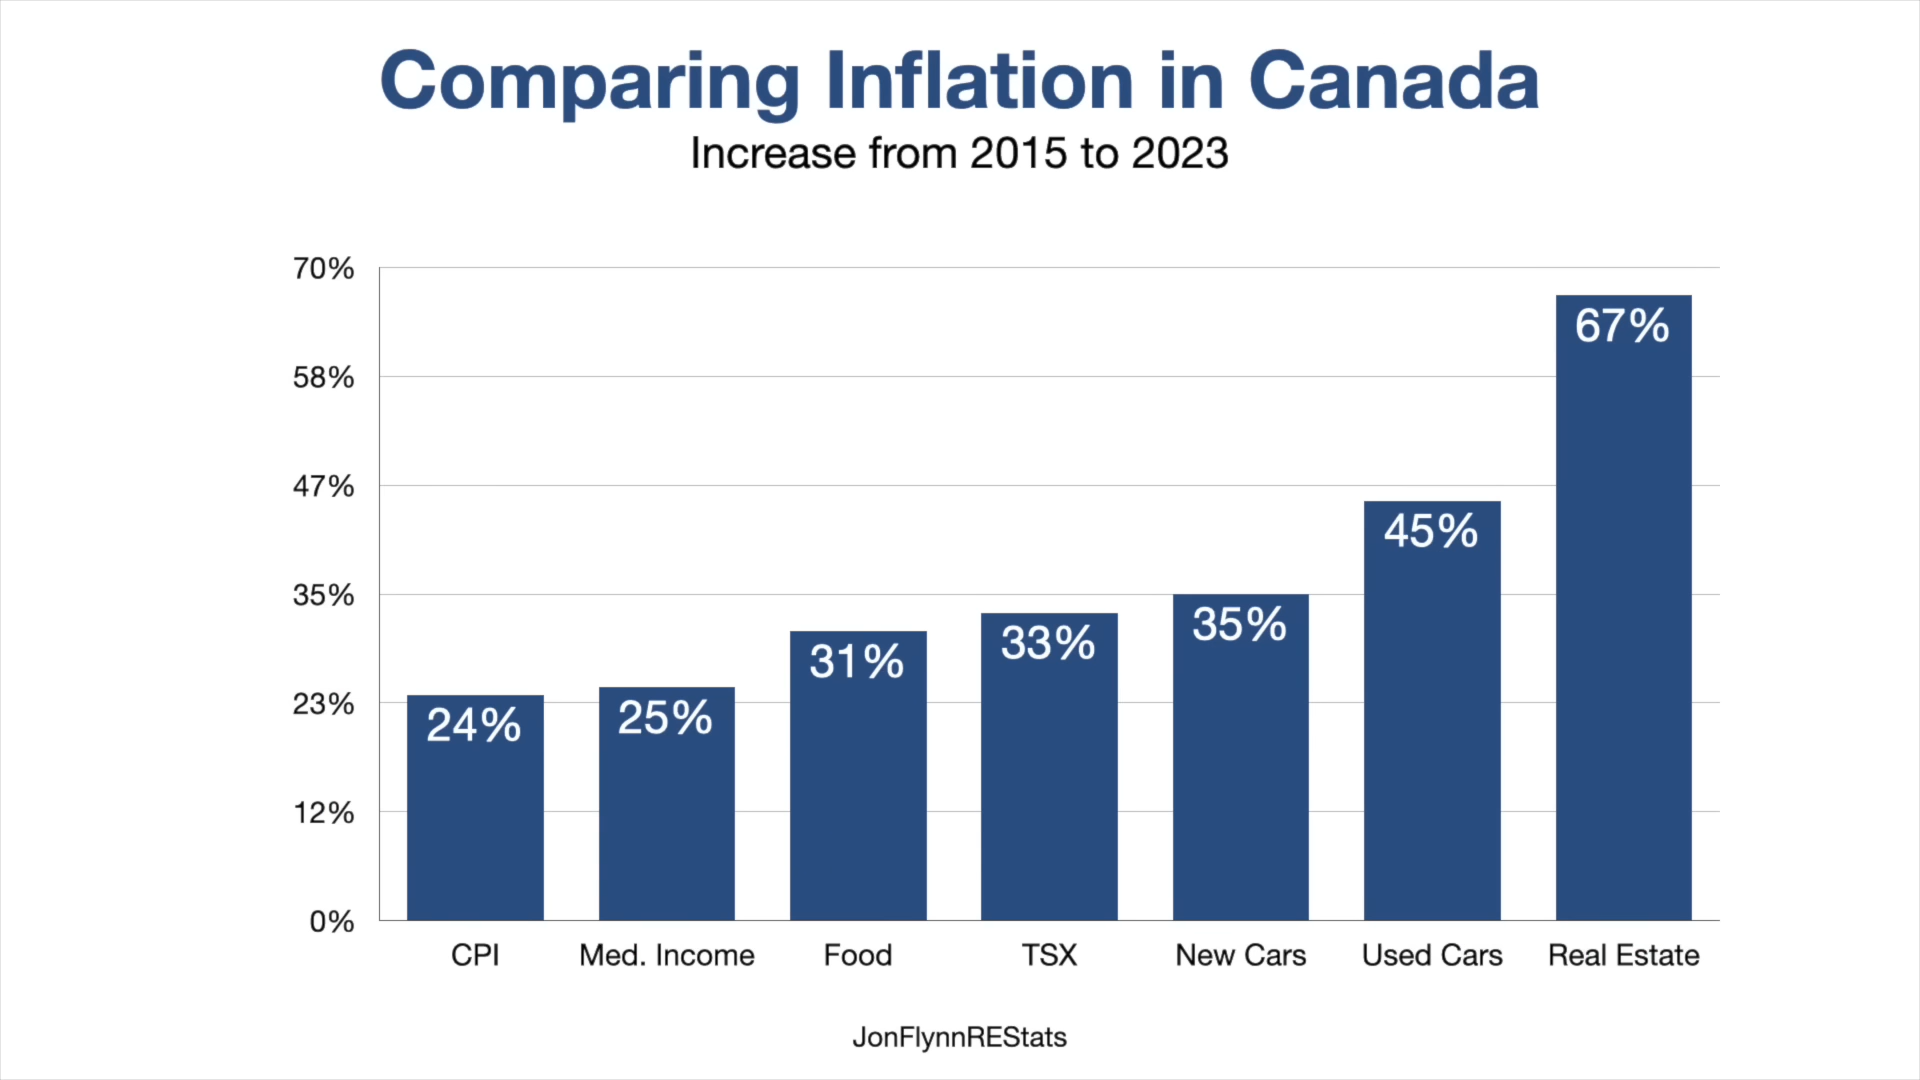 Comparing Inflation in Canada
Increase from 2015 to 2023
70%
58%
47%
35%
23%
12%
0%
24%
25%
31%
33%
35%
45%
67%
CPI
Med. Income
Food
TSX
New Cars
Used Cars
Real Estate
JonFlynnREStats